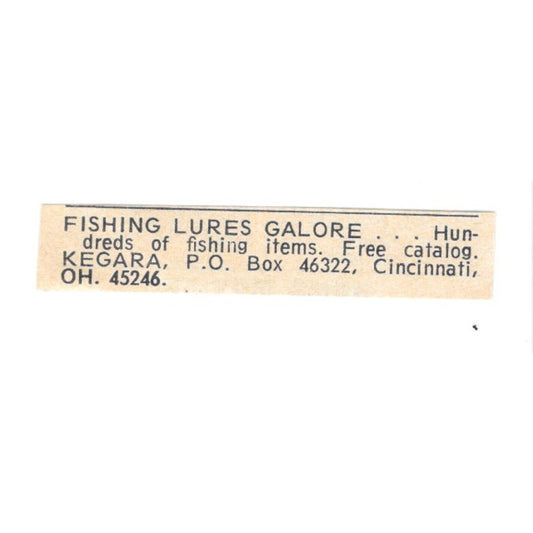 FISHING LURES GALORE . . . Hun-
dreds of fishing items. Free catalog.
KEGARA, P.O. Box 46322, Cincinnati,
OH. 45246.